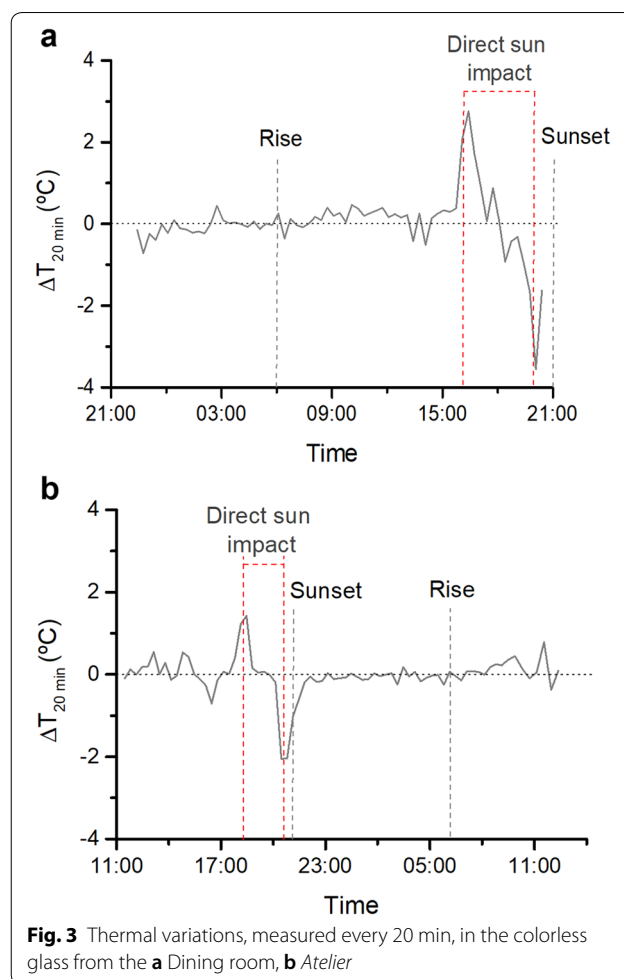 a
Direct sun
impact
Rise
Sunset
4
2
0
-2
-4
ΔT20 min (ºC)
21:00 03:00 09:00 15:00 21:00
Time
b
Direct sun
impact
Sunset Rise
4
2
0
-2
-4
ΔT20 min (ºC)
11:00 17:00 23:00 05:00 11:00
Time
Fig. 3 Thermal variations, measured every 20 min, in the colorless
glass from the a Dining room, b Atelier